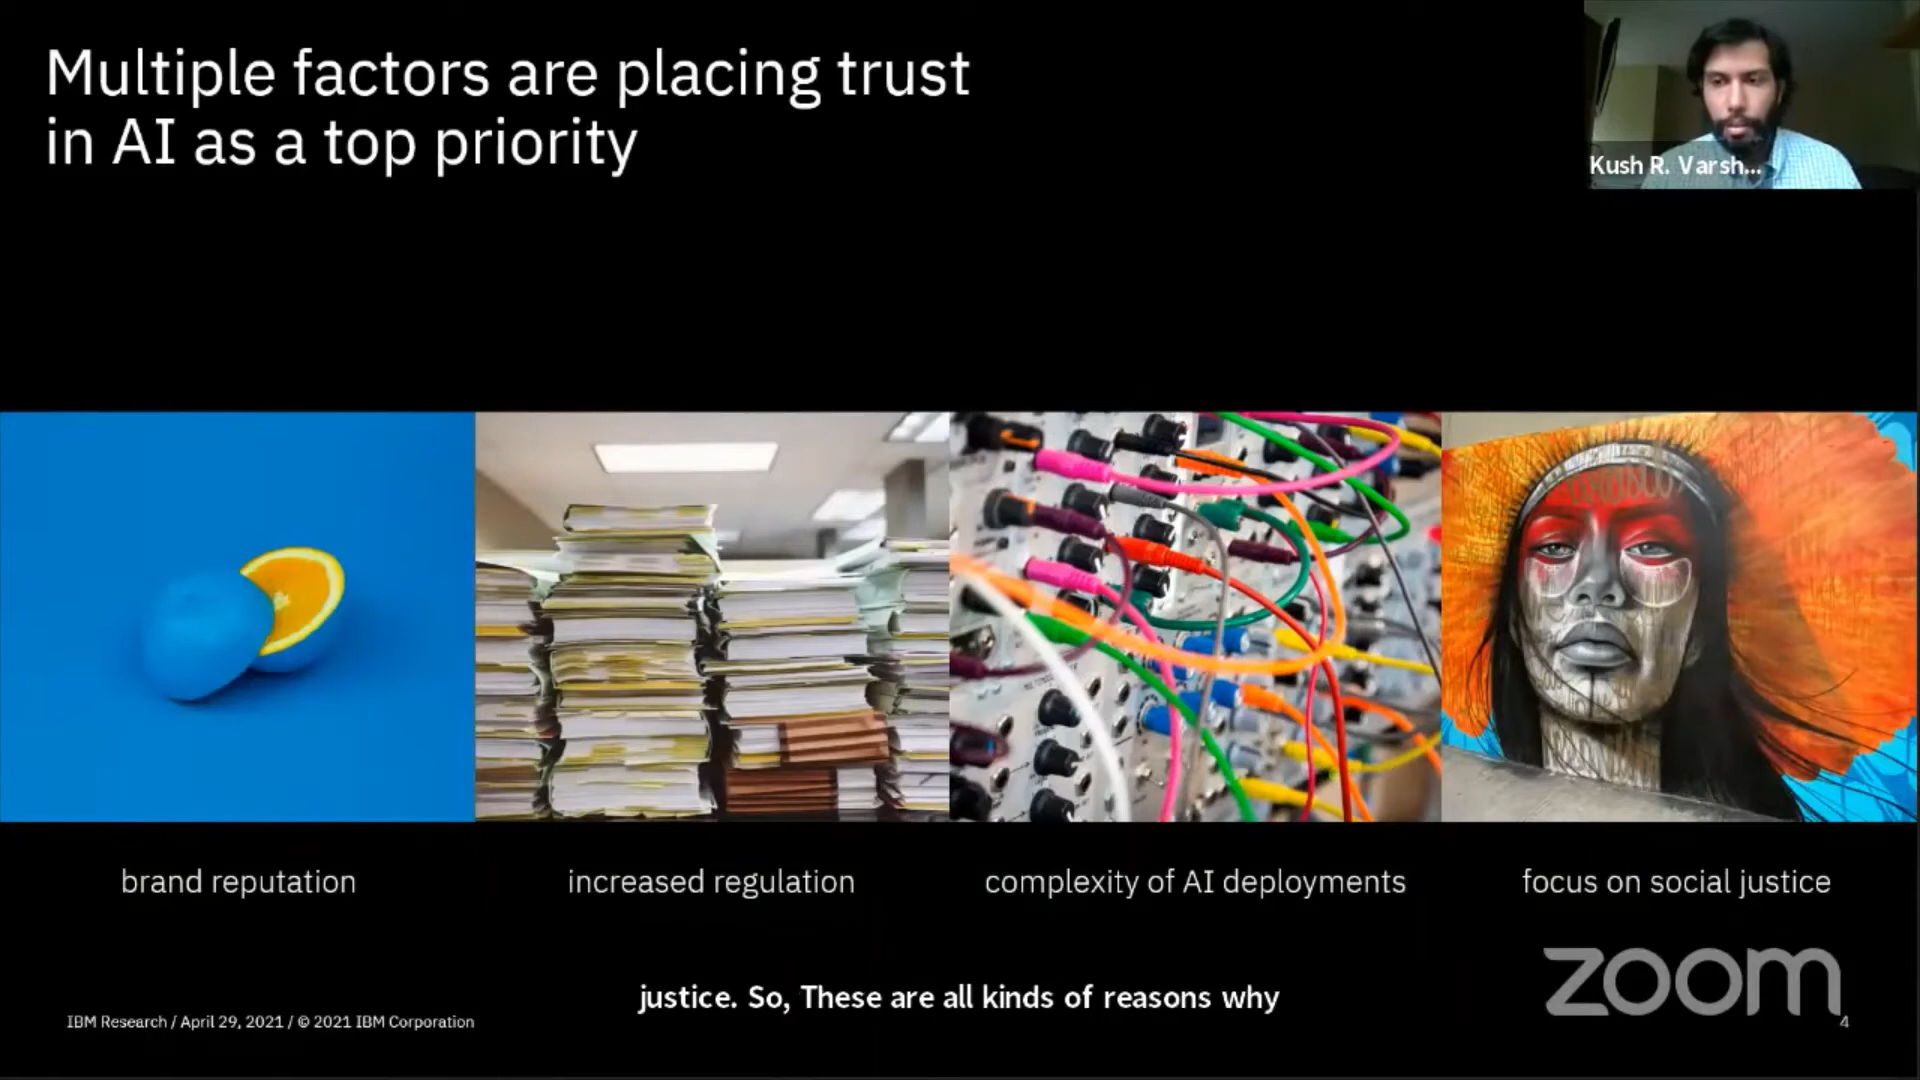 Multiple factors are placing trust
in AI as a top priority
Kush R. Varsh...
brand reputation
increased regulation
complexity of AI deployments
focus on social justice
zoom
justice. So, These are all kinds of reasons why
IBM Research / April 29, 2021 / © 2021 IBM Corporation
4